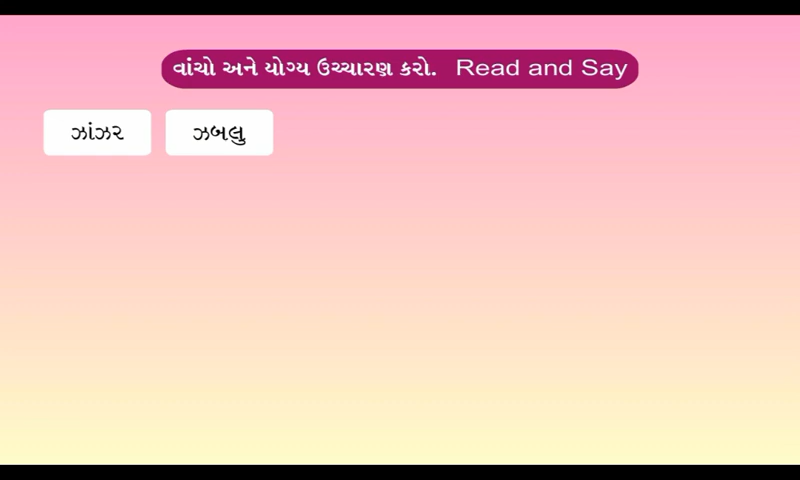 વાંચો અને યોગ્ય ઉચ્ચારણ કરો. Read and Say
ઝાંઝર ઝબલુ